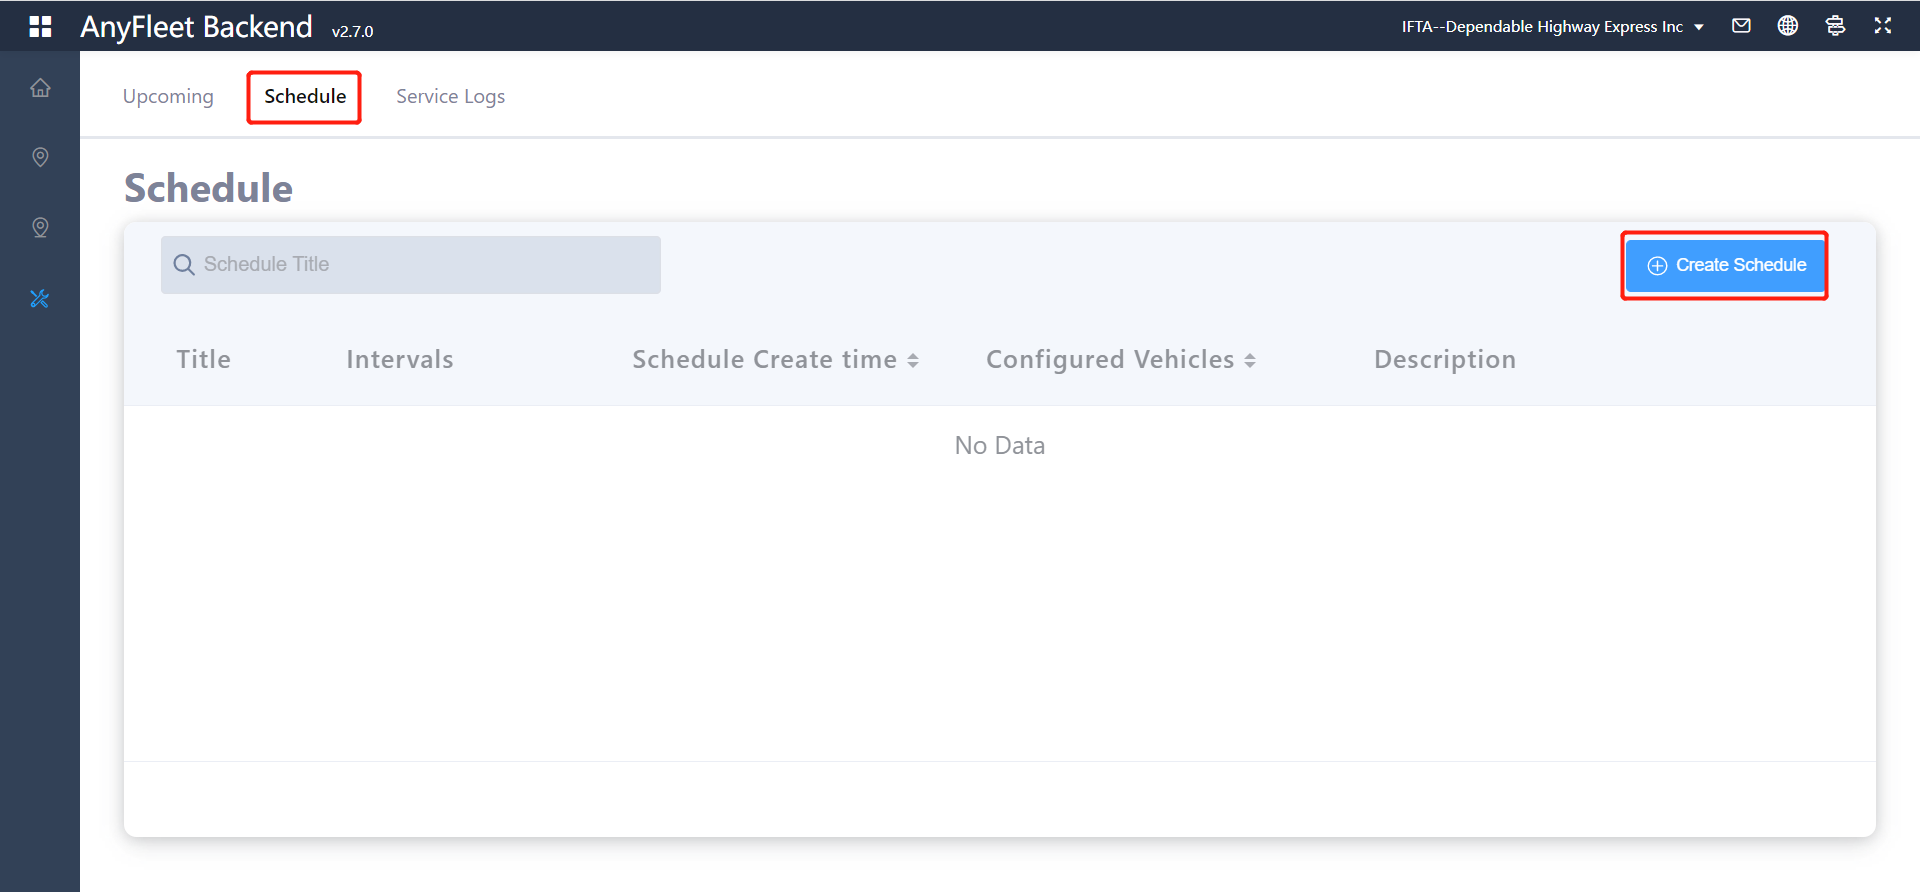 AnyFleet Backend v2.7.0
IFTA--Dependable Highway Express Inc
Upcoming Schedule Service Logs
Schedule
Schedule Title
Create Schedule
Title Intervals Schedule Create time Configured Vehicles Description
No Data